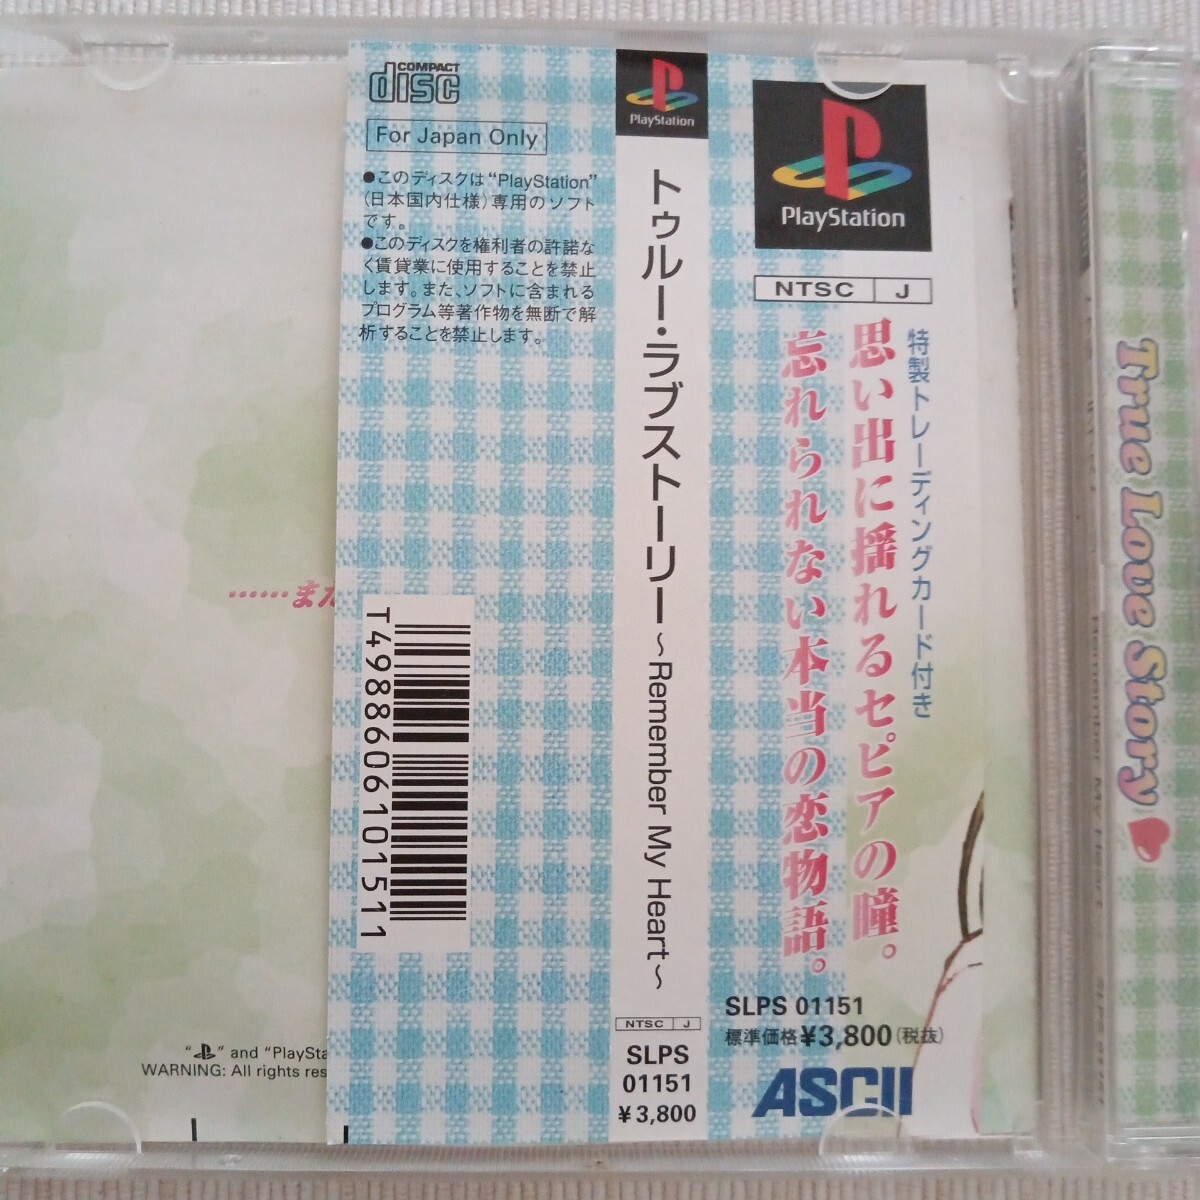 COMPACT
disc
For Japan Only
●このディスクは“PlayStation”
(日本国内仕様)専用のソフト
です。
●このディスクを権利者の許諾な
く賃貸業に使用することを禁止
します。また、ソフトに含まれる
プログラム等著作物を無断で解
析することを禁止します。
T4988606101511
……また
“ ” and “PlaySta
WARNING: All rights res
PlayStation
トゥルー・ラブストーリー～Remember My Heart～
NTSC J
SLPS
01151
¥3,800
PlayStation
NTSC J
特製トレーディングカード付き
思い出に揺れるセピアの瞳。
忘れられない本当の恋物語。
SLPS 01151
標準価格¥3,800(税抜)
ASCII
True Love Story
Remember My Heart